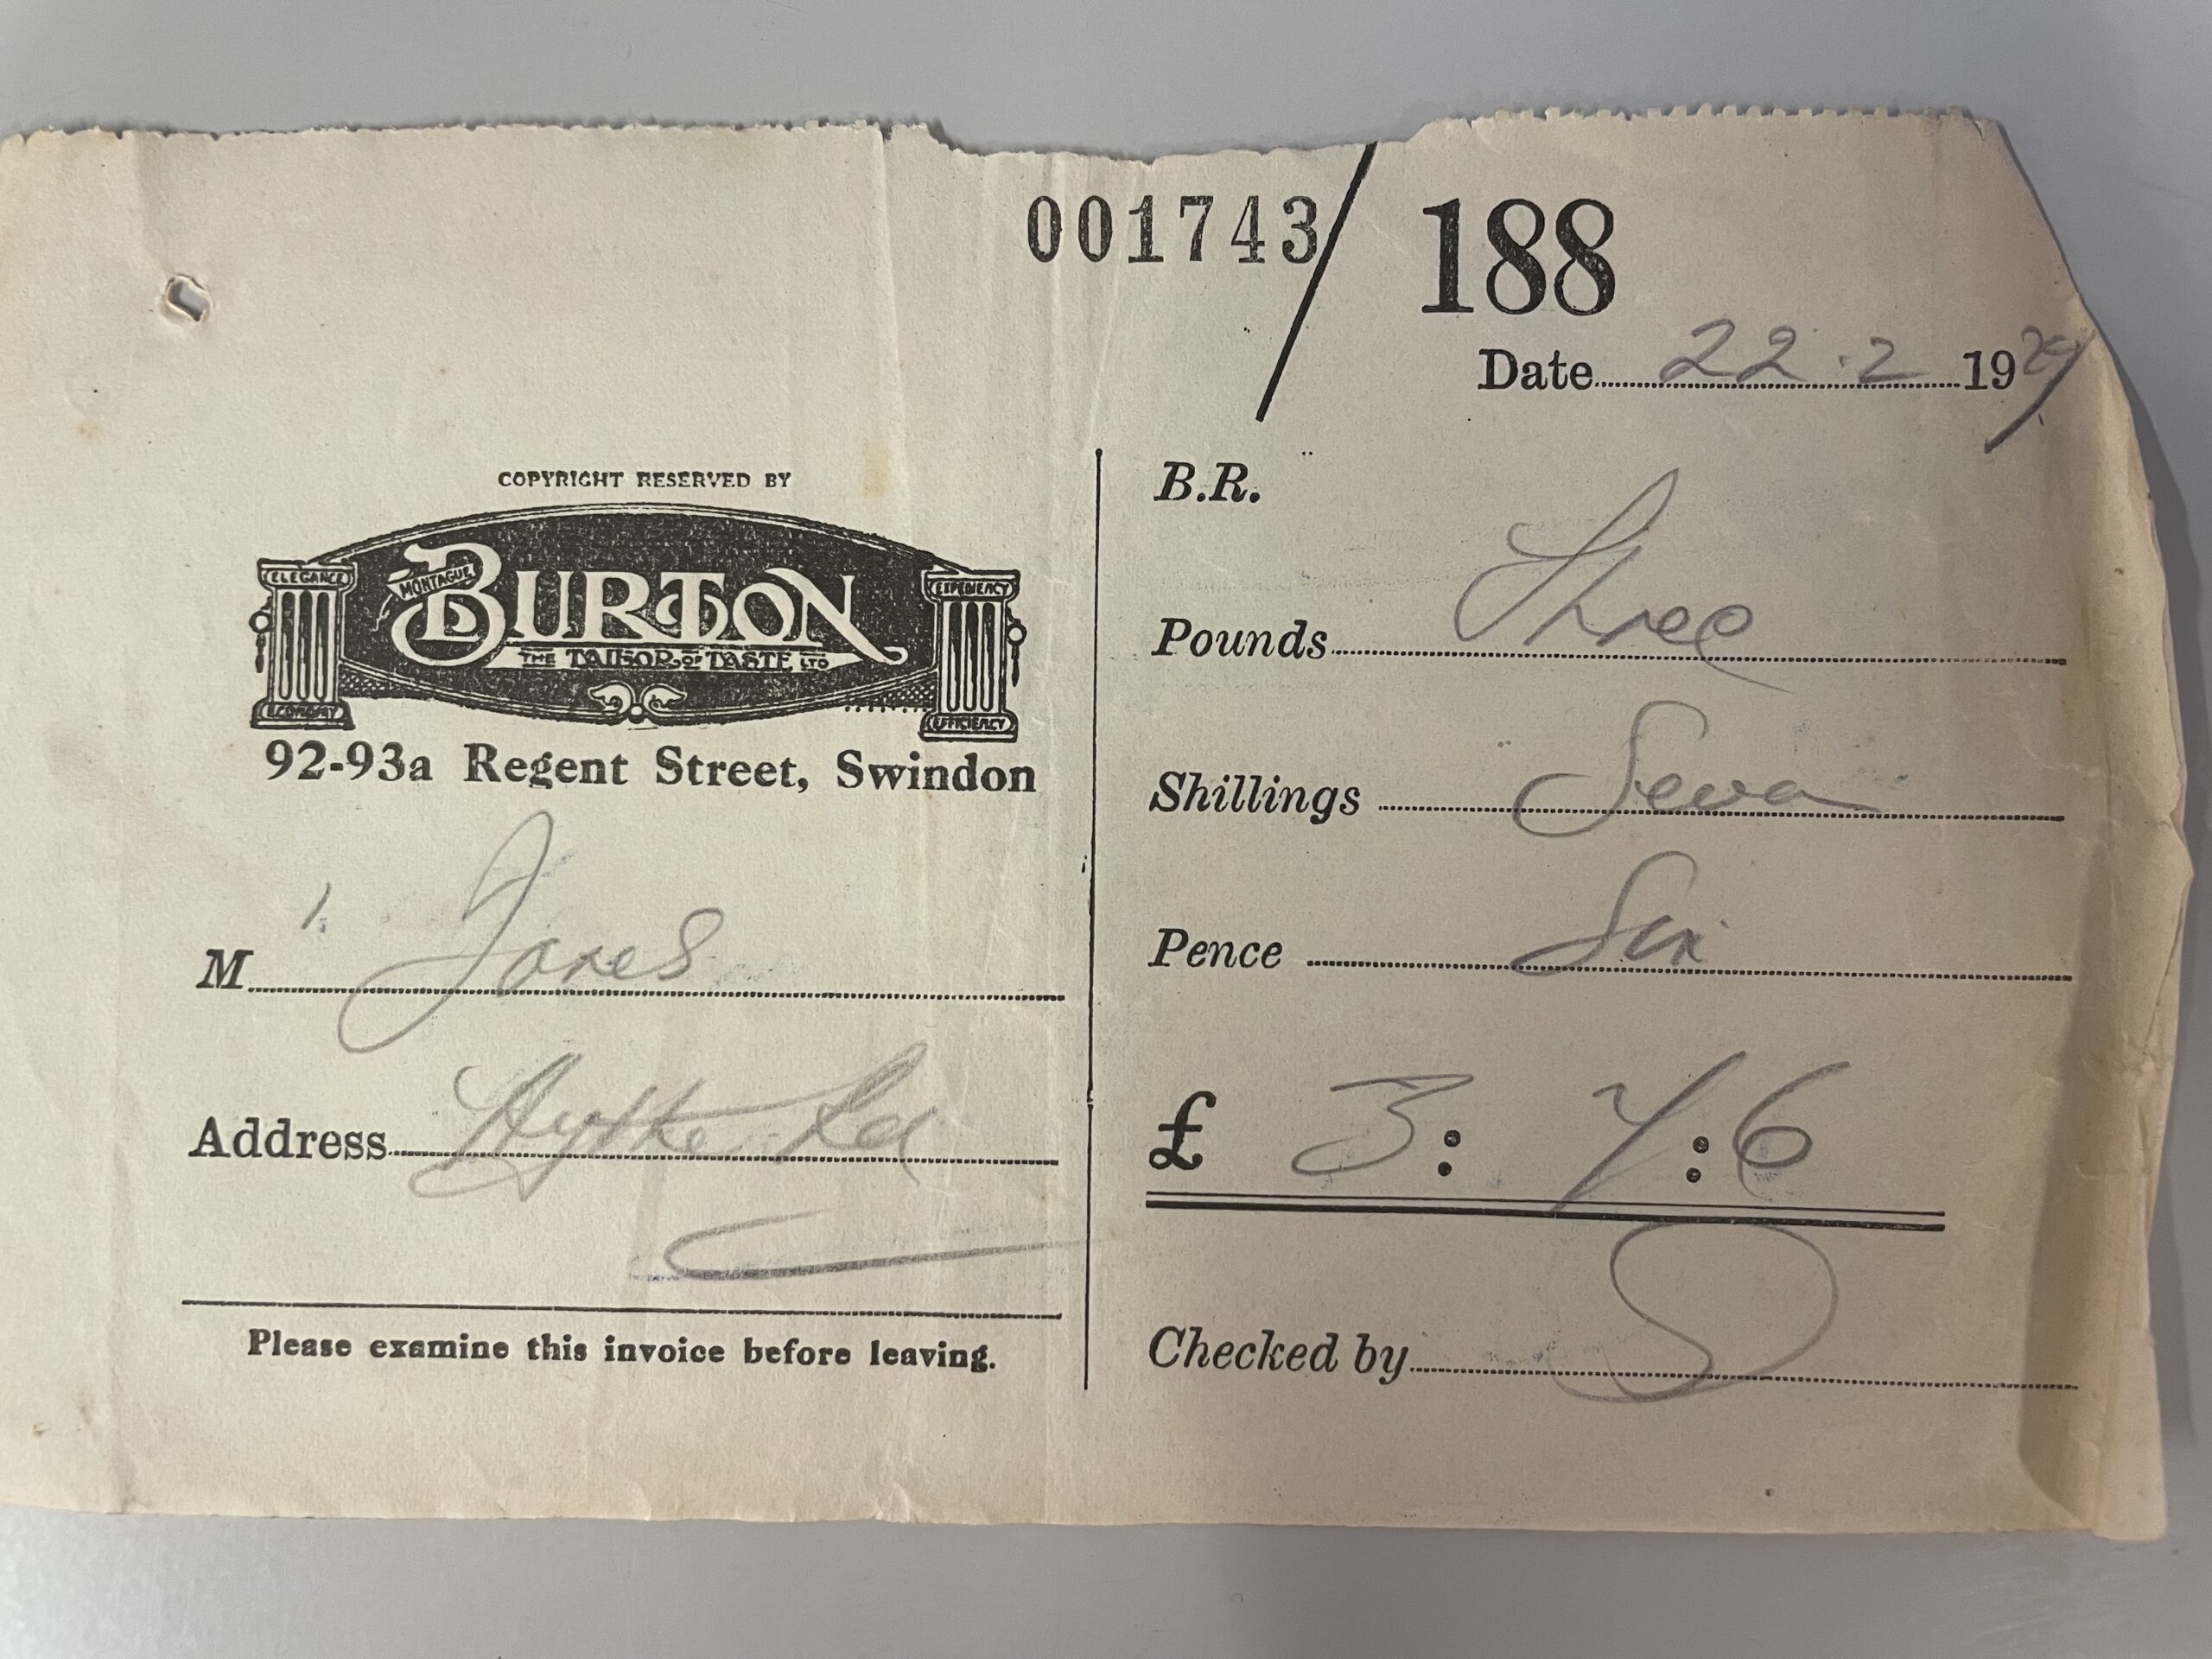 001743/ 188
Date 22.2 1929
COPYRIGHT RESERVED BY
ELEGANCE ECONOMY
MONTAGUE BURTON
THE TAILOR OF TASTE LTD
EXPEDIENCY EFFICIENCY
92-93a Regent Street, Swindon
M Jones
Address Hythe Rd
Please examine this invoice before leaving.
B.R.
Pounds Three
Shillings Seven
Pence Six
£ 3: 7:6
Checked by